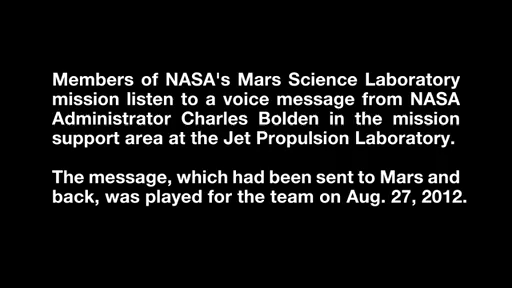 Members of NASA's Mars Science Laboratory
mission listen to a voice message from NASA
Administrator Charles Bolden in the mission
support area at the Jet Propulsion Laboratory.
The message, which had been sent to Mars and
back, was played for the team on Aug. 27, 2012.